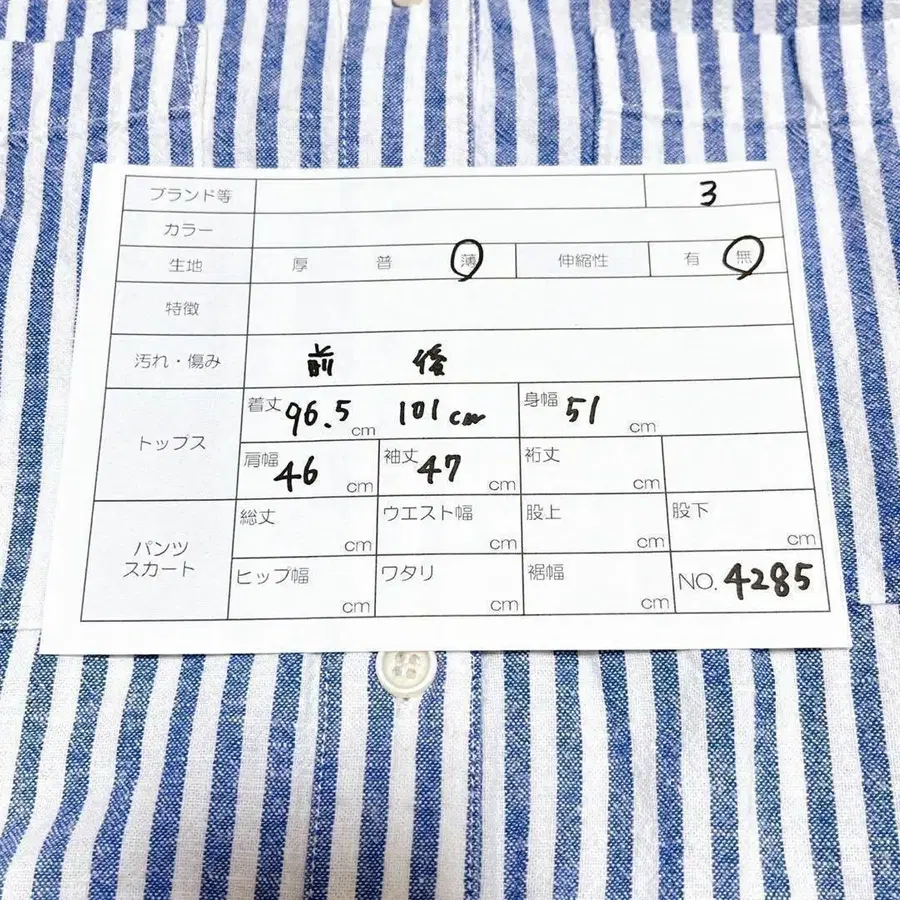 ブランド等 3
カラー
生地 厚 普 薄 伸縮性 有 無
特徴
汚れ・傷み 前 後
トップス 着丈 96.5 cm 101cm 身幅 51 cm
肩幅 46 cm 袖丈 47 cm 裄丈 cm
パンツ スカート 総丈 cm ウエスト幅 cm 股上 cm 股下 cm
ヒップ幅 cm ワタリ cm 裾幅 cm NO. 4285